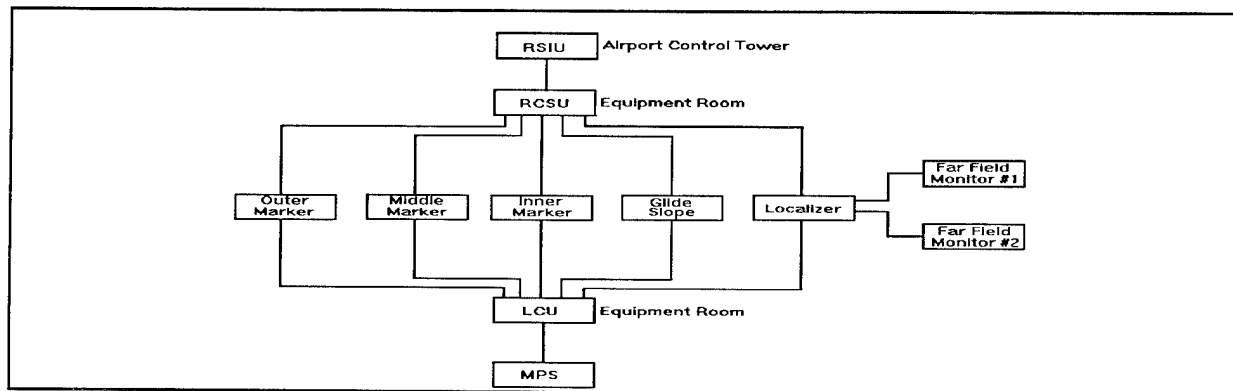 RSIU Airport Control Tower
RCSU Equipment Room
Outer
Marker
Middle
Marker
Inner
Marker
Glide
Slope
Localizer
Far Field
Monitor #1
Far Field
Monitor #2
LCU Equipment Room
MPS